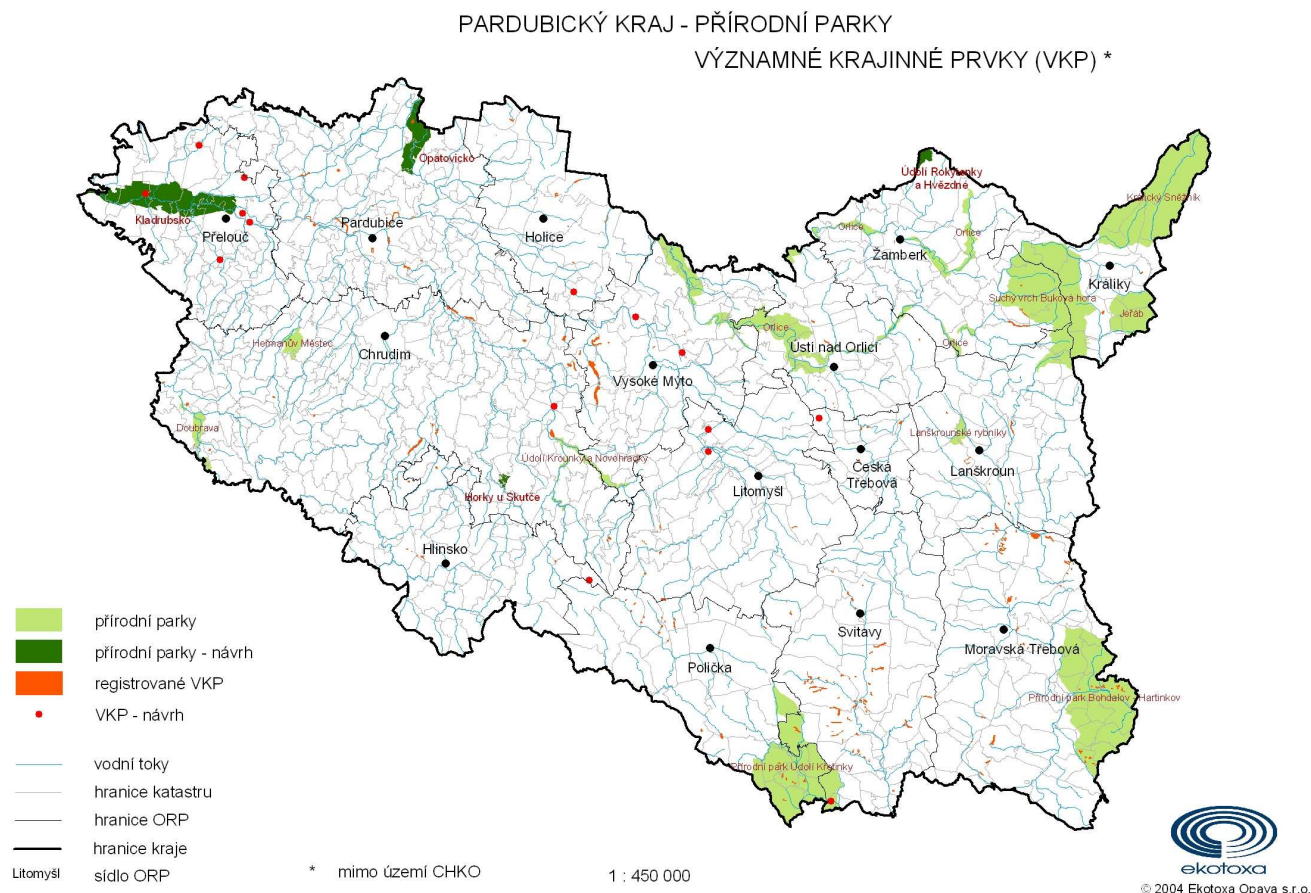 PARDUBICKÝ KRAJ - PŘÍRODNÍ PARKY
VÝZNAMNÉ KRAJINNÉ PRVKY (VKP) *
Opatovicko
Údolí Rokytenky
a Hvězdné
Králický Sněžník
Kladrubsko
Přelouč
Pardubice
Holice
Orlice
Orlice
Žamberk
Králíky
Suchý vrch Buková hora
Jeřáb
Heřmanův Městec
Chrudim
Orlice
Ústí nad Orlicí
Orlice
Vysoké Mýto
Doubrava
Lanškrounské rybníky
Údolí Krounky a Novohradky
Česká
Třebová
Lanškroun
Litomyšl
Horky u Skutče
Hlinsko
Svitavy
Moravská Třebová
Polička
Přírodní park Bohdalov - Hartinkov
Přírodní park Údolí Křetínky
přírodní parky
přírodní parky - návrh
registrované VKP
VKP - návrh
vodní toky
hranice katastru
hranice ORP
hranice kraje
Litomyšl sídlo ORP
* mimo území CHKO
1 : 450 000
ekotoxa
© 2004 Ekotoxa Opava s.r.o.